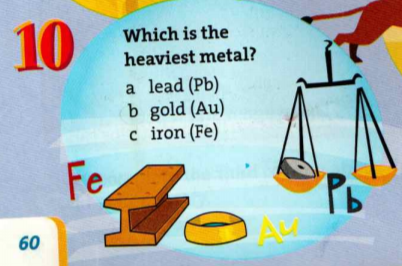 10
Which is the
heaviest metal?
a lead (Pb)
b gold (Au)
c iron (Fe)
Fe
Pb
Au
60